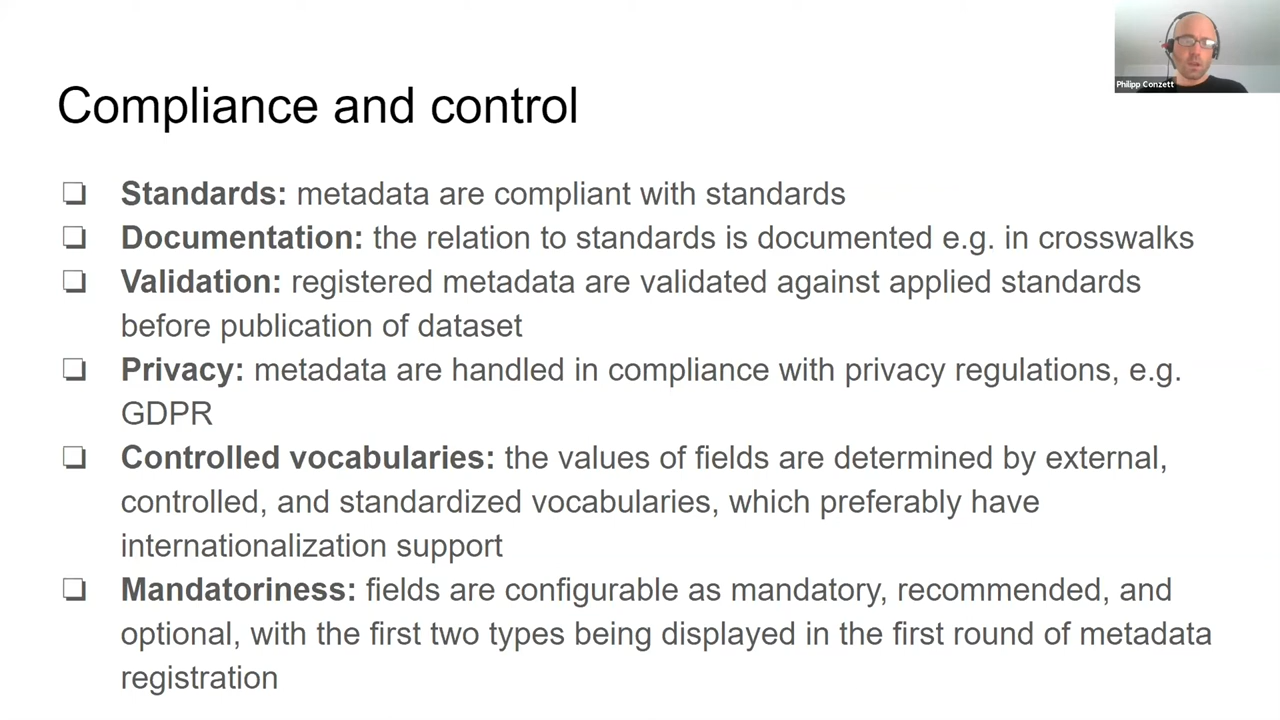 Philipp Conzett
Compliance and control
❏ Standards: metadata are compliant with standards
❏ Documentation: the relation to standards is documented e.g. in crosswalks
❏ Validation: registered metadata are validated against applied standards
before publication of dataset
❏ Privacy: metadata are handled in compliance with privacy regulations, e.g.
GDPR
❏ Controlled vocabularies: the values of fields are determined by external,
controlled, and standardized vocabularies, which preferably have
internationalization support
❏ Mandatoriness: fields are configurable as mandatory, recommended, and
optional, with the first two types being displayed in the first round of metadata
registration